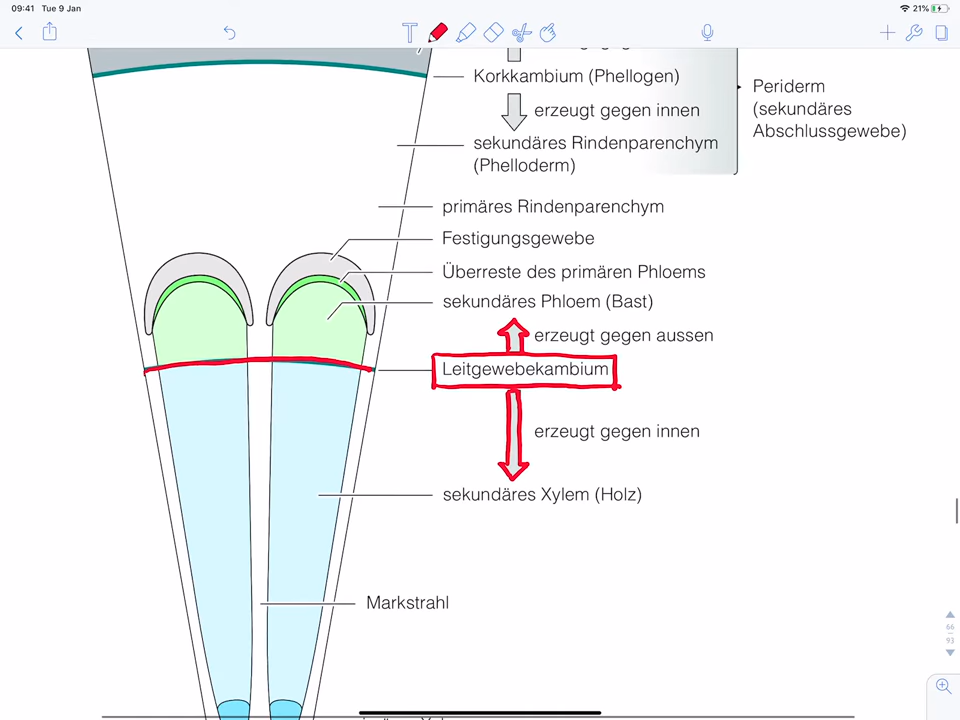 09:41 Tue 9 Jan
21%
T
Korkkambium (Phellogen)
erzeugt gegen innen
sekundäres Rindenparenchym
(Phelloderm)
Periderm
(sekundäres
Abschlussgewebe)
primäres Rindenparenchym
Festigungsgewebe
Überreste des primären Phloems
sekundäres Phloem (Bast)
erzeugt gegen aussen
Leitgewebekambium
erzeugt gegen innen
sekundäres Xylem (Holz)
Markstrahl
66
93